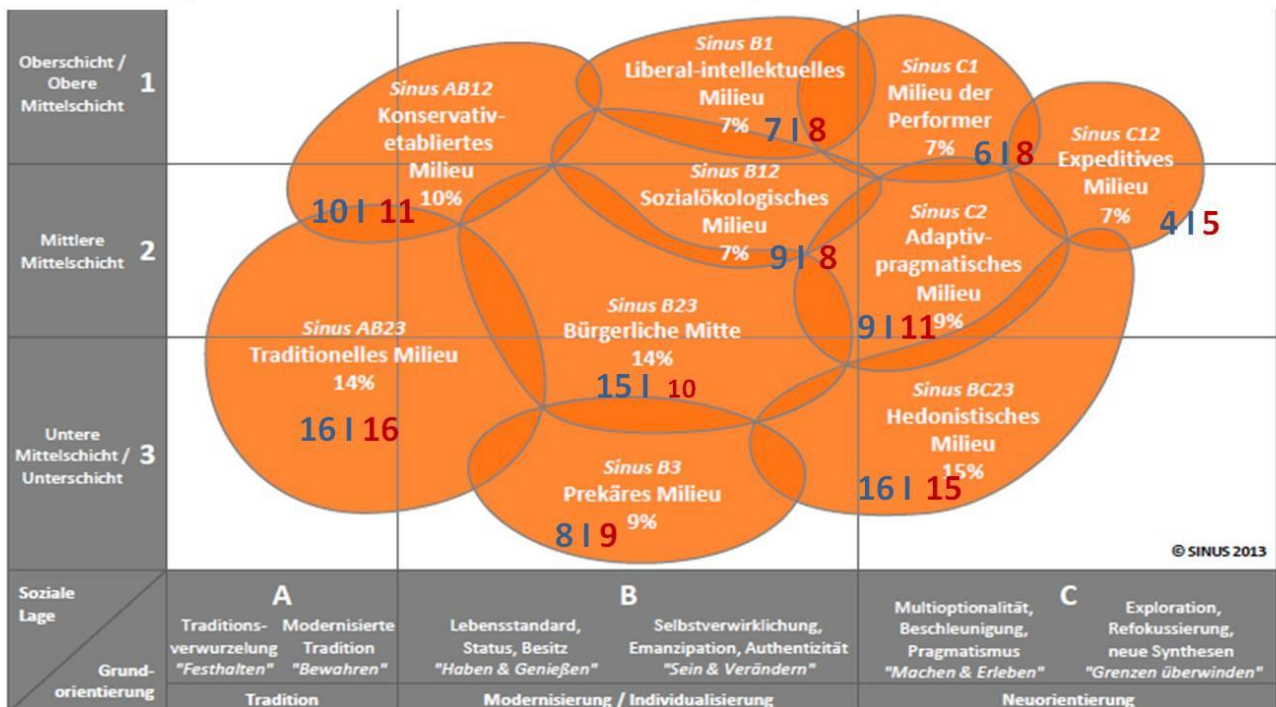 Oberschicht /
Obere
Mittelschicht
1
Mittlere
Mittelschicht
2
Untere
Mittelschicht /
Unterschicht
3
Sinus AB12
Konservativ-
etabliertes
Milieu
10%
10 I 11
Sinus B1
Liberal-intellektuelles
Milieu
7%
7 I 8
Sinus C1
Milieu der
Performer
7%
6 I 8
Sinus C12
Expeditives
Milieu
7%
4 I 5
Sinus B12
Sozialökologisches
Milieu
7%
9 I 8
Sinus C2
Adaptiv-
pragmatisches
Milieu
9%
9 I 11
Sinus AB23
Traditionelles Milieu
14%
16 I 16
Sinus B23
Bürgerliche Mitte
14%
15 I 10
Sinus BC23
Hedonistisches
Milieu
15%
16 I 15
Sinus B3
Prekäres Milieu
9%
8 I 9
© SINUS 2013
Soziale
Lage
Grund-
orientierung
A
Traditions-
verwurzelung
"Festhalten"
Modernisierte
Tradition
"Bewahren"
Tradition
B
Lebensstandard,
Status, Besitz
"Haben & Genießen"
Selbstverwirklichung,
Emanzipation, Authentizität
"Sein & Verändern"
Modernisierung / Individualisierung
C
Multioptionalität,
Beschleunigung,
Pragmatismus
"Machen & Erleben"
Exploration,
Refokussierung,
neue Synthesen
"Grenzen überwinden"
Neuorientierung